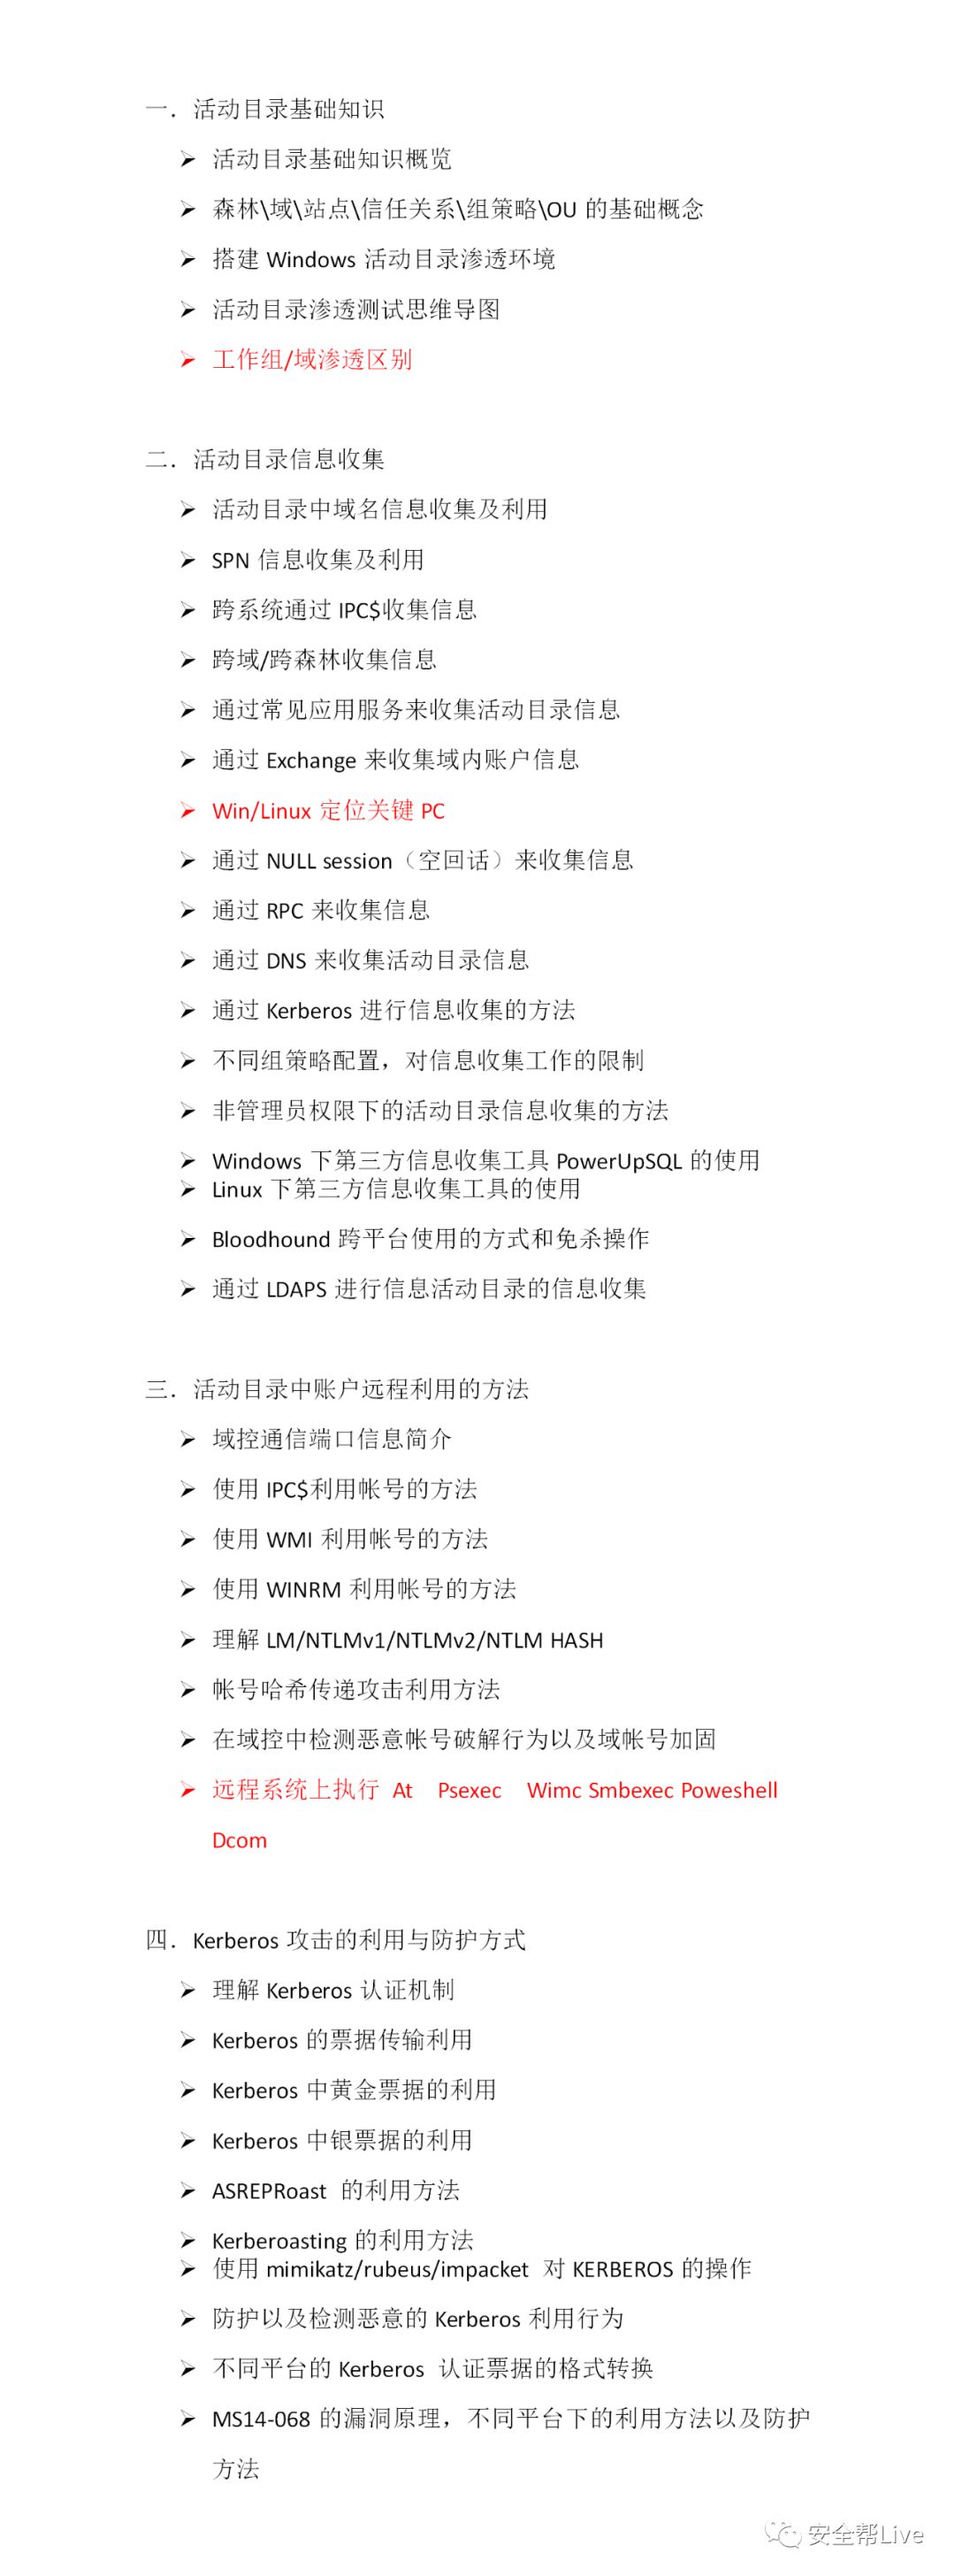 一．活动目录基础知识
➢ 活动目录基础知识概览
➢ 森林\域\站点\信任关系\组策略\OU 的基础概念
➢ 搭建 Windows 活动目录渗透环境
➢ 活动目录渗透测试思维导图
➢ 工作组/域渗透区别
二．活动目录信息收集
➢ 活动目录中域名信息收集及利用
➢ SPN 信息收集及利用
➢ 跨系统通过 IPC$收集信息
➢ 跨域/跨森林收集信息
➢ 通过常见应用服务来收集活动目录信息
➢ 通过 Exchange 来收集域内账户信息
➢ Win/Linux 定位关键 PC
➢ 通过 NULL session（空回话）来收集信息
➢ 通过 RPC 来收集信息
➢ 通过 DNS 来收集活动目录信息
➢ 通过 Kerberos 进行信息收集的方法
➢ 不同组策略配置，对信息收集工作的限制
➢ 非管理员权限下的活动目录信息收集的方法
➢ Windows 下第三方信息收集工具 PowerUpSQL 的使用
➢ Linux 下第三方信息收集工具的使用
➢ Bloodhound 跨平台使用的方式和免杀操作
➢ 通过 LDAPS 进行信息活动目录的信息收集
三．活动目录中账户远程利用的方法
➢ 域控通信端口信息简介
➢ 使用 IPC$利用帐号的方法
➢ 使用 WMI 利用帐号的方法
➢ 使用 WINRM 利用帐号的方法
➢ 理解 LM/NTLMv1/NTLMv2/NTLM HASH
➢ 帐号哈希传递攻击利用方法
➢ 在域控中检测恶意帐号破解行为以及域帐号加固
➢ 远程系统上执行 At Psexec Wimc Smbexec Poweshell
Dcom
四．Kerberos 攻击的利用与防护方式
➢ 理解 Kerberos 认证机制
➢ Kerberos 的票据传输利用
➢ Kerberos 中黄金票据的利用
➢ Kerberos 中银票据的利用
➢ ASREPRoast 的利用方法
➢ Kerberoasting 的利用方法
➢ 使用 mimikatz/rubeus/impacket 对 KERBEROS 的操作
➢ 防护以及检测恶意的 Kerberos 利用行为
➢ 不同平台的 Kerberos 认证票据的格式转换
➢ MS14-068 的漏洞原理，不同平台下的利用方法以及防护
方法
安全帮Live